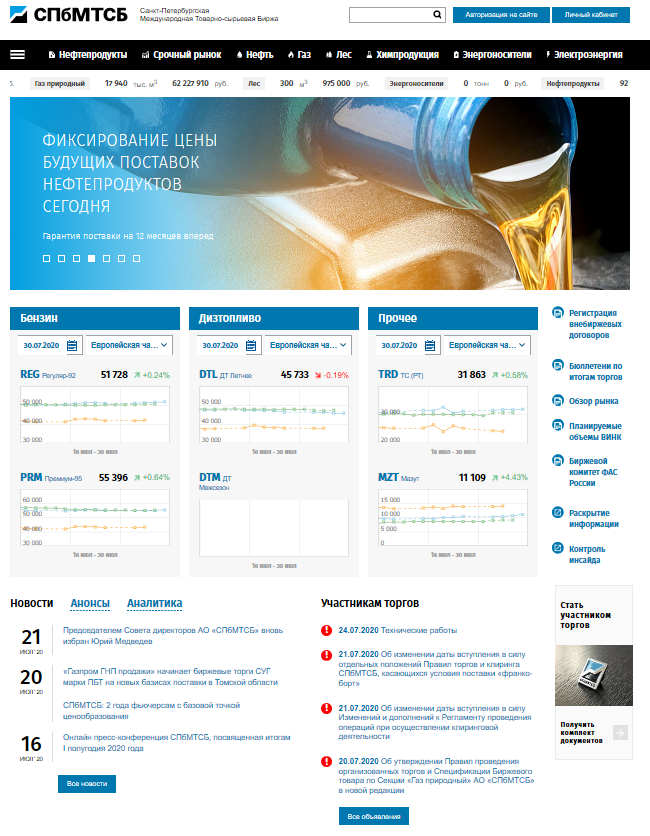 СПбМТСБ
Санкт-Петербургская
Международная Товарно-сырьевая Биржа
Авторизация на сайте
Личный кабинет
Нефтепродукты Срочный рынок Нефть Газ Лес Химпродукция Энергоносители Электроэнергия
б. Газ природный 17 940 тыс. м3 62 227 910 руб. Лес 300 м3 975 000 руб. Энергоносители 0 тонн 0 руб. Нефтепродукты 92
ФИКСИРОВАНИЕ ЦЕНЫ
БУДУЩИХ ПОСТАВОК
НЕФТЕПРОДУКТОВ
СЕГОДНЯ
Гарантия поставки на 12 месяцев вперед
Бензин
30.07.2020 Европейская ча...
REG Регуляр-92 51 728 +0.24%
50 000
40 000
30 000
16 июл - 30 июл
PRM Премиум-95 55 396 +0.64%
60 000
50 000
40 000
30 000
16 июл - 30 июл
Дизтопливо
30.07.2020 Европейская ча...
DTL ДТ Летнее 45 733 -0.19%
50 000
40 000
30 000
16 июл - 30 июл
DTM ДТ
Межсезон
16 июл - 30 июл
Прочее
30.07.2020 Европейская ча...
TRD ТС (РТ) 31 863 +0.58%
30 000
20 000
16 июл - 30 июл
MZT Мазут 11 109 +4.43%
15 000
10 000
5 000
0
16 июл - 30 июл
Регистрация
внебиржевых
договоров
Бюллетени по
итогам торгов
Обзор рынка
Планируемые
объемы ВИНК
Биржевой
комитет ФАС
России
Раскрытие
информации
Контроль
инсайда
Новости Анонсы Аналитика
21
ИЮЛ' 20
Председателем Совета директоров АО «СПбМТСБ» вновь
избран Юрий Медведев
20
ИЮЛ' 20
«Газпром ГНП продажи» начинает биржевые торги СУГ
марки ПБТ на новых базисах поставки в Томской области
СПбМТСБ: 2 года фьючерсам с базовой точкой
ценообразования
16
ИЮЛ' 20
Онлайн пресс-конференция СПбМТСБ, посвященная итогам
I полугодия 2020 года
Все новости
Участникам торгов
24.07.2020 Технические работы
21.07.2020 Об изменении даты вступления в силу
отдельных положений Правил торгов и клиринга
СПбМТСБ, касающихся условия поставки «франко-
борт»
21.07.2020 Об изменении даты вступления в силу
Изменений и дополнений к Регламенту проведения
операций при осуществлении клиринговой
деятельности
20.07.2020 Об утверждении Правил проведения
организованных торгов и Спецификации Биржевого
товара по Секции «Газ природный» АО «СПбМТСБ»
в новой редакции
Все объявления
Стать
участником
торгов
Получить
комплект
документов